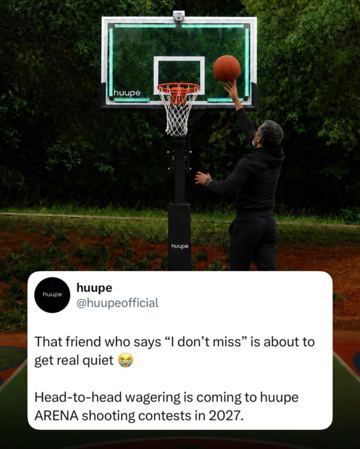 huupe
huupe
huupe
huupe
@huupeofficial
That friend who says “I don’t miss” is about to
get real quiet 😭
Head-to-head wagering is coming to huupe
ARENA shooting contests in 2027.